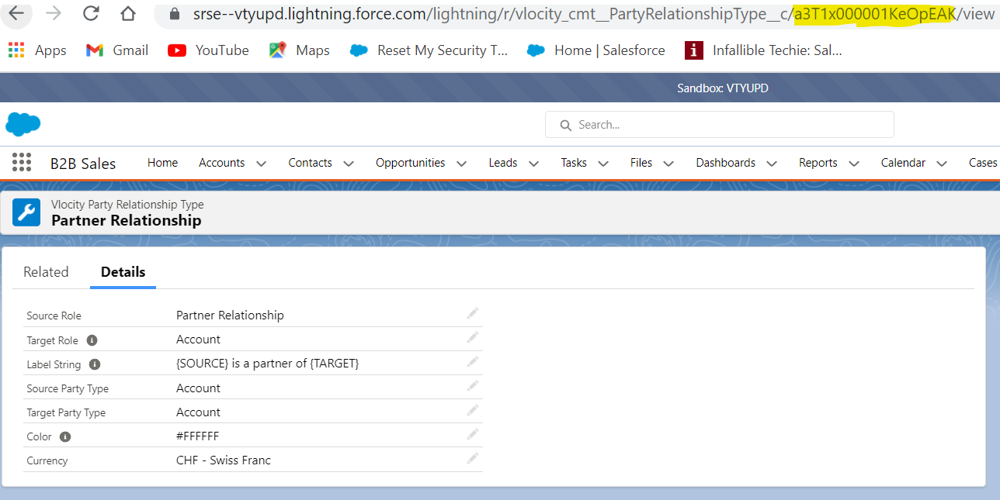 srse--vtyupd.lightning.force.com/lightning/r/vlocity_cmt__PartyRelationshipType__c/a3T1x000001KeOpEAK/view
Apps Gmail YouTube Maps Reset My Security T... Home | Salesforce i Infallible Techie: Sal...
Sandbox: VTYUPD
Search...
B2B Sales Home Accounts Contacts Opportunities Leads Tasks Files Dashboards Reports Calendar Cases
Vlocity Party Relationship Type
Partner Relationship
Related Details
Source Role Partner Relationship
Target Role i Account
Label String i {SOURCE} is a partner of {TARGET}
Source Party Type Account
Target Party Type Account
Color i #FFFFFF
Currency CHF - Swiss Franc